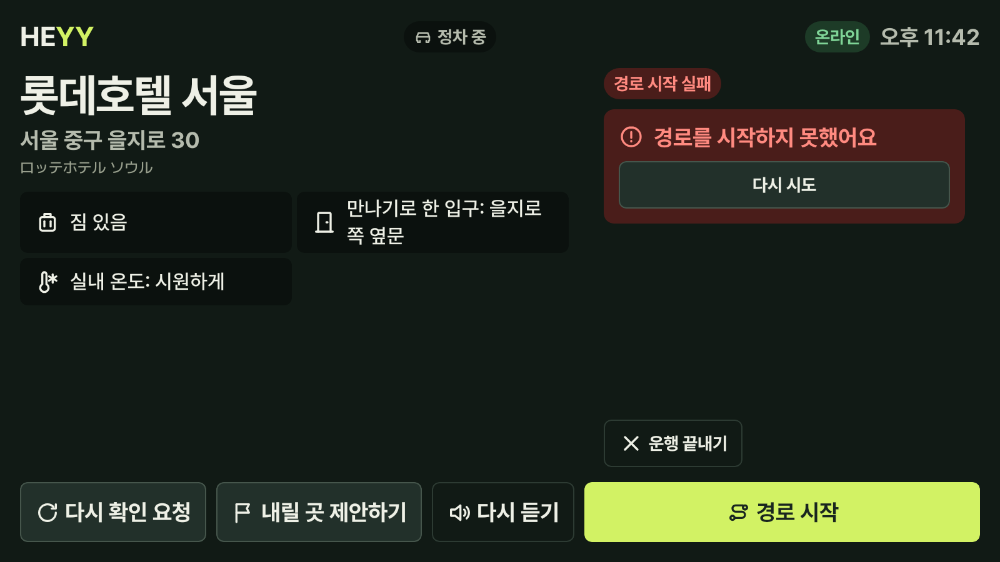 HEYY
정차 중
온라인
오후 11:42
롯데호텔 서울
서울 중구 을지로 30
ロッテホテル ソウル
짐 있음
만나기로 한 입구: 을지로
쪽 옆문
실내 온도: 시원하게
경로 시작 실패
경로를 시작하지 못했어요
다시 시도
운행 끝내기
다시 확인 요청
내릴 곳 제안하기
다시 듣기
경로 시작